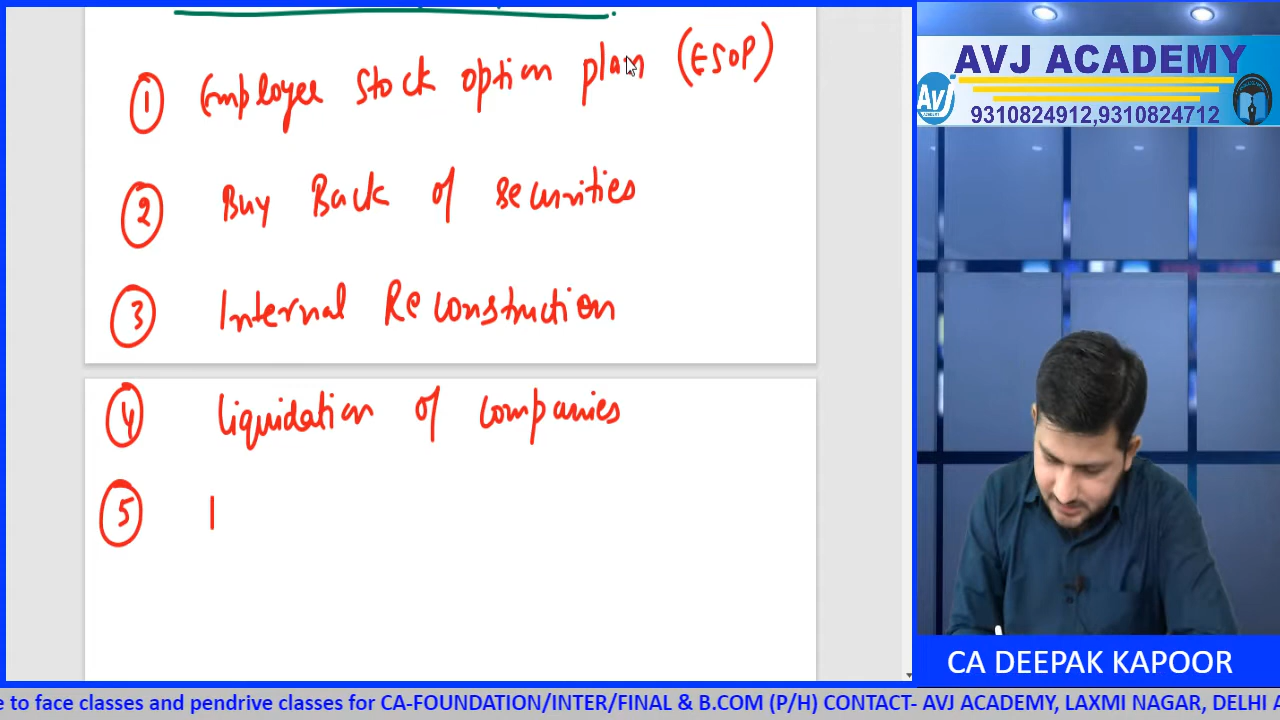 ① Employee Stock option plan (ESOP)
② Buy Back of securities
③ Internal Reconstruction
④ Liquidation of companies
⑤
AVJ ACADEMY
AVJ
9310824912,9310824712
CA DEEPAK KAPOOR
e to face classes and pendrive classes for CA-FOUNDATION/INTER/FINAL & B.COM (P/H) CONTACT- AVJ ACADEMY, LAXMI NAGAR, DELHI